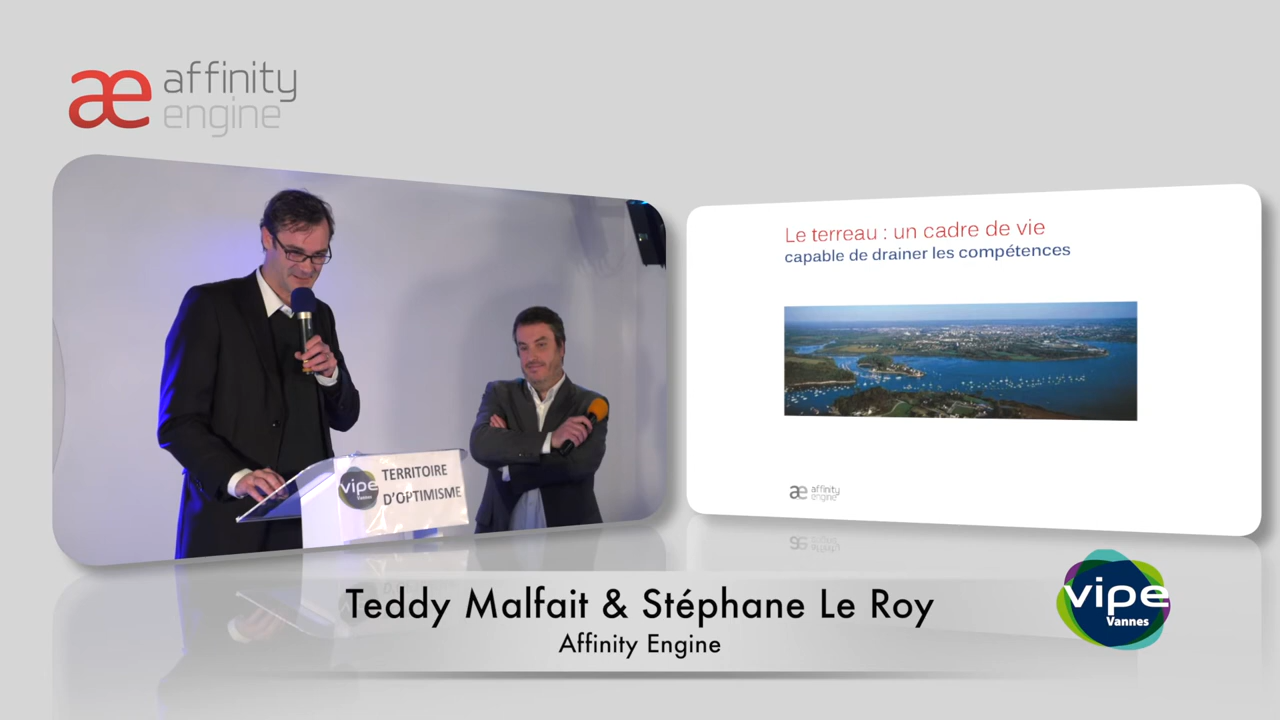 æ affinity
engine
vipe
Vannes
TERRITOIRE
D'OPTIMISME
Le terreau : un cadre de vie
capable de drainer les compétences
æ affinity
engine
Teddy Malfait & Stéphane Le Roy
Affinity Engine
vipe
Vannes